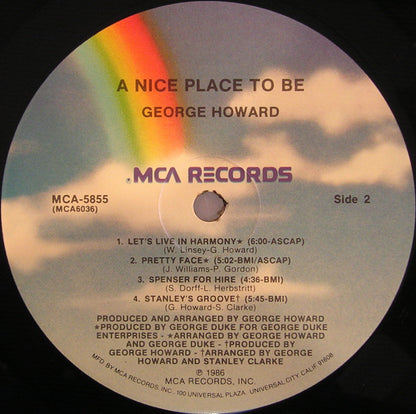 A NICE PLACE TO BE
GEORGE HOWARD
MCA RECORDS
MCA-5855
(MCA6036)
Side 2
1. LET'S LIVE IN HARMONY★ (6:00-ASCAP)
(W. Linsey-G. Howard)
2. PRETTY FACE★ (5:02-BMI/ASCAP)
(J. Williams-P. Gordon)
3. SPENSER FOR HIRE (4:36-BMI)
(S. Dorff-L. Herbstritt)
4. STANLEY'S GROOVE† (5:45-BMI)
(G. Howard-S. Clarke)
PRODUCED AND ARRANGED BY GEORGE HOWARD
★PRODUCED BY GEORGE DUKE FOR GEORGE DUKE
ENTERPRISES - ★ARRANGED BY GEORGE HOWARD
AND GEORGE DUKE - †PRODUCED BY
GEORGE HOWARD - †ARRANGED BY GEORGE
HOWARD AND STANLEY CLARKE
℗ 1986
MCA RECORDS, INC.
MFD. BY MCA RECORDS, INC., 100 UNIVERSAL PLAZA, UNIVERSAL CITY, CALIF. 91608